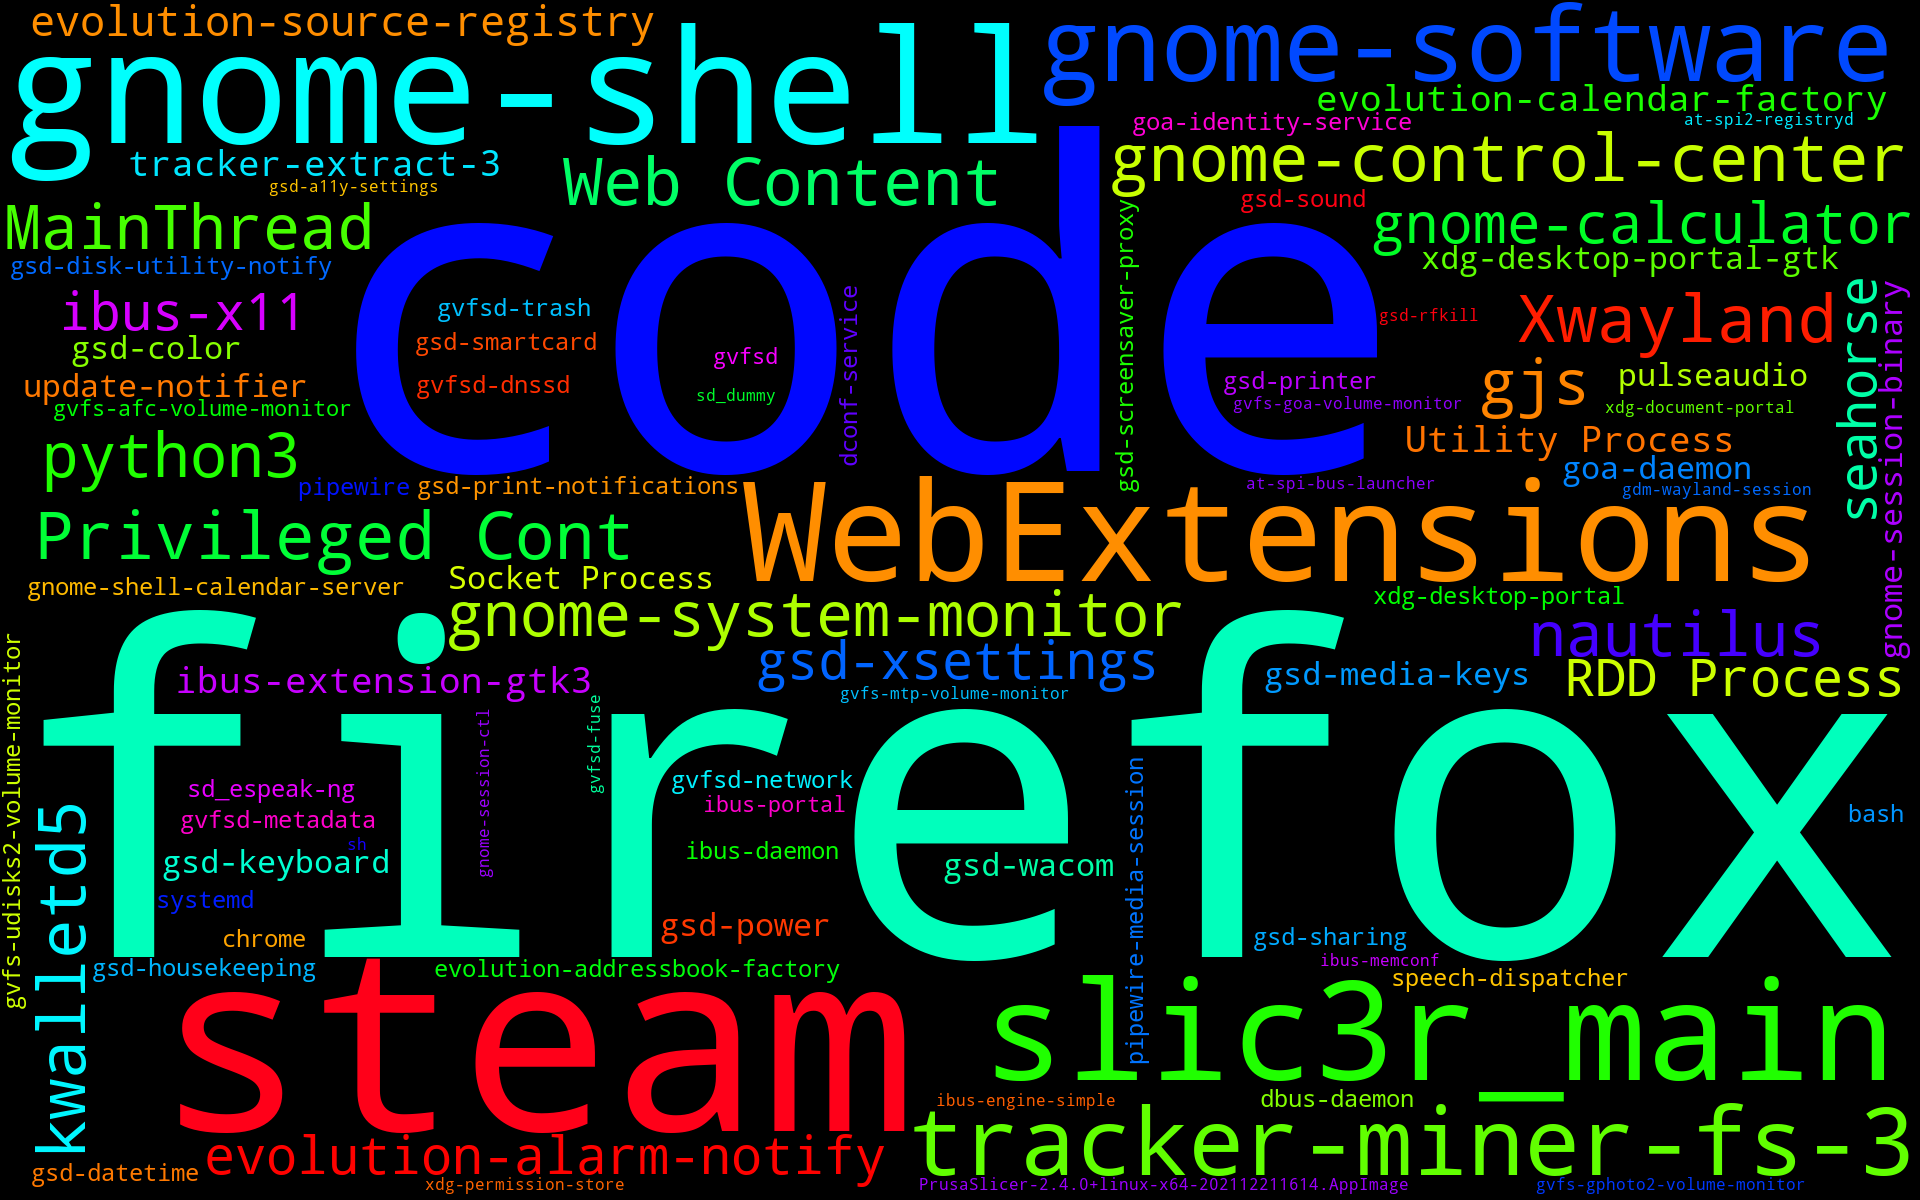 evolution-source-registry
gnome-shell
gnome-software
evolution-calendar-factory
goa-identity-service
at-spi2-registryd
tracker-extract-3
gsd-a11y-settings
Web Content
gnome-control-center
gsd-sound
MainThread
gsd-disk-utility-notify
code
gsd-screensaver-proxy
gnome-calculator
xdg-desktop-portal-gtk
ibus-x11
gvfsd-trash
dconf-service
gsd-rfkill
Xwayland
seahorse
gnome-session-binary
gsd-color
gsd-smartcard
gvfsd
update-notifier
gvfsd-dnssd
sd_dummy
gsd-printer
gvfs-goa-volume-monitor
gjs
pulseaudio
xdg-document-portal
gvfs-afc-volume-monitor
python3
Utility Process
goa-daemon
pipewire
gsd-print-notifications
at-spi-bus-launcher
gdm-wayland-session
Privileged Cont
WebExtensions
gnome-shell-calendar-server
Socket Process
gnome-system-monitor
xdg-desktop-portal
nautilus
gvfs-udisks2-volume-monitor
ibus-extension-gtk3
gsd-xsettings
gvfs-mtp-volume-monitor
gsd-media-keys
RDD Process
firefox
gnome-session-ctl
gvfsd-fuse
gvfsd-network
ibus-portal
pipewire-media-session
sd_espeak-ng
gvfsd-metadata
sh
gsd-keyboard
ibus-daemon
gsd-wacom
bash
kwalletd5
systemd
chrome
gsd-power
gsd-sharing
ibus-memconf
gsd-housekeeping
evolution-addressbook-factory
speech-dispatcher
steam
slic3r_main
ibus-engine-simple
dbus-daemon
tracker-miner-fs-3
evolution-alarm-notify
gsd-datetime
xdg-permission-store
PrusaSlicer-2.4.0+linux-x64-202112211614.AppImage
gvfs-gphoto2-volume-monitor